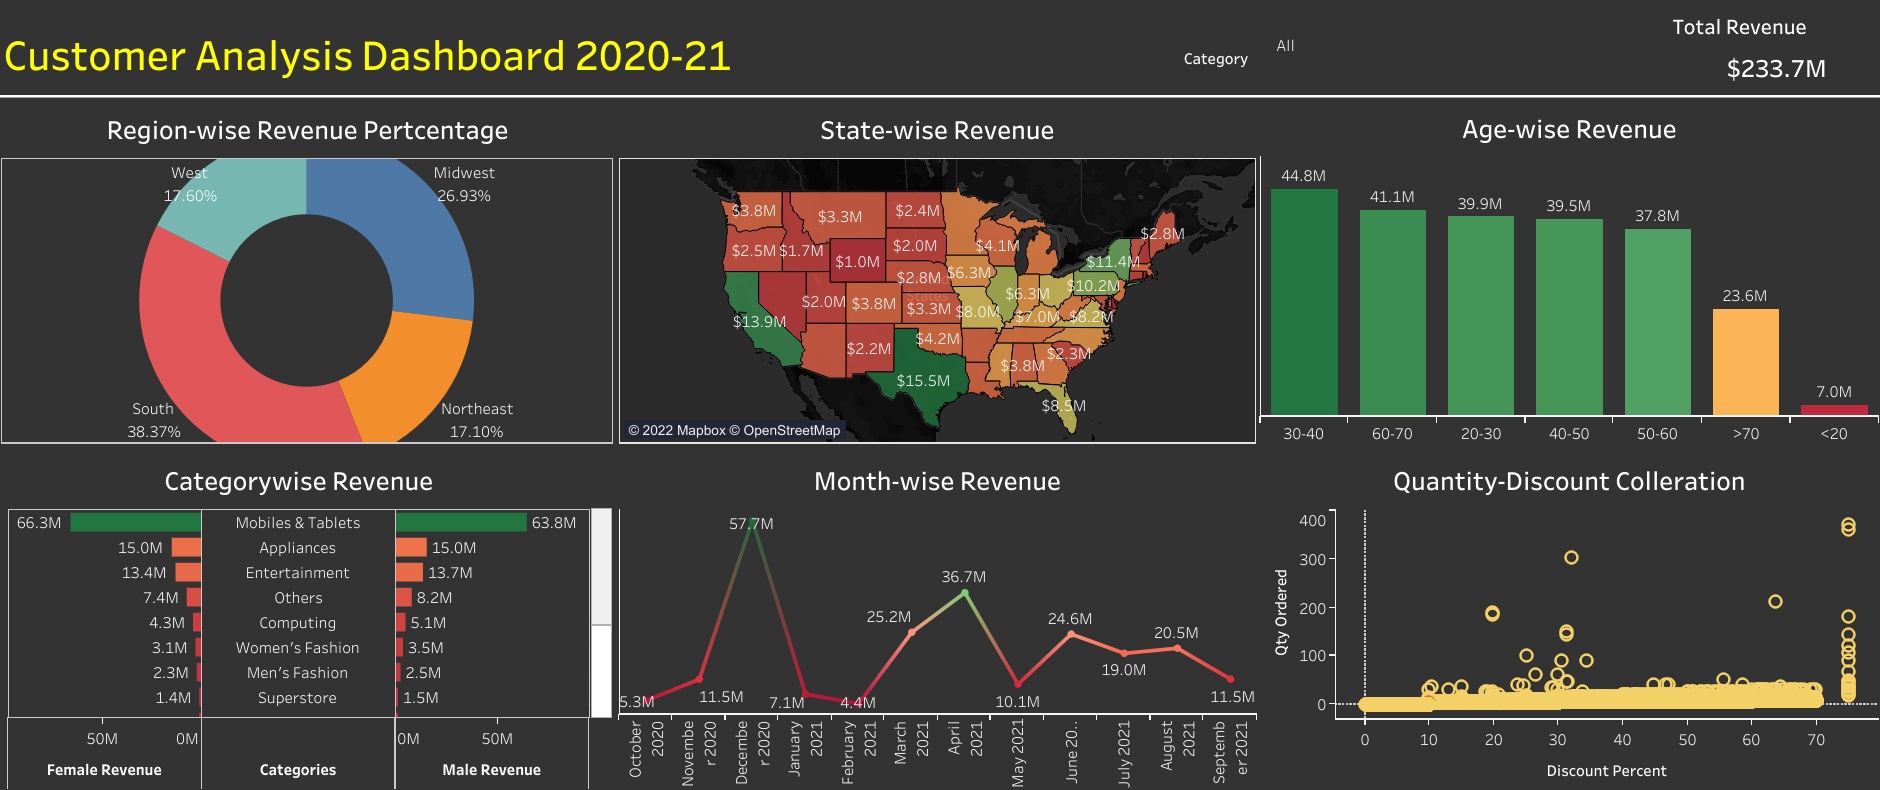 Customer Analysis Dashboard 2020-21
Category
All
Total Revenue
$233.7M
Region-wise Revenue Pertcentage
West
17.60%
Midwest
26.93%
South
38.37%
Northeast
17.10%
State-wise Revenue
$3.8M
$3.3M
$2.4M
$2.8M
$2.5M
$1.7M
$1.0M
$2.0M
$4.1M
$11.4M
$2.8M
$6.3M
$10.2M
$2.0M
$3.8M
States
$3.3M
$8.0M
$6.3M
$7.0M
$8.2M
$13.9M
$4.2M
$2.2M
$3.8M
$2.3M
$15.5M
$8.5M
© 2022 Mapbox © OpenStreetMap
Age-wise Revenue
44.8M
41.1M
39.9M
39.5M
37.8M
23.6M
7.0M
30-40
60-70
20-30
40-50
50-60
>70
<20
Categorywise Revenue
66.3M Mobiles & Tablets 63.8M
15.0M Appliances 15.0M
13.4M Entertainment 13.7M
7.4M Others 8.2M
4.3M Computing 5.1M
3.1M Women's Fashion 3.5M
2.3M Men's Fashion 2.5M
1.4M Superstore 1.5M
50M 0M 0M 50M
Female Revenue Categories Male Revenue
Month-wise Revenue
5.3M
11.5M
57.7M
7.1M
4.4M
25.2M
36.7M
10.1M
24.6M
19.0M
20.5M
11.5M
October
2020
Novembe
r 2020
Decembe
r 2020
January
2021
February
2021
March
2021
April
2021
May 2021
June 20..
July 2021
August
2021
Septemb
er 2021
Quantity-Discount Colleration
Qty Ordered
400
300
200
100
0
0 10 20 30 40 50 60 70
Discount Percent